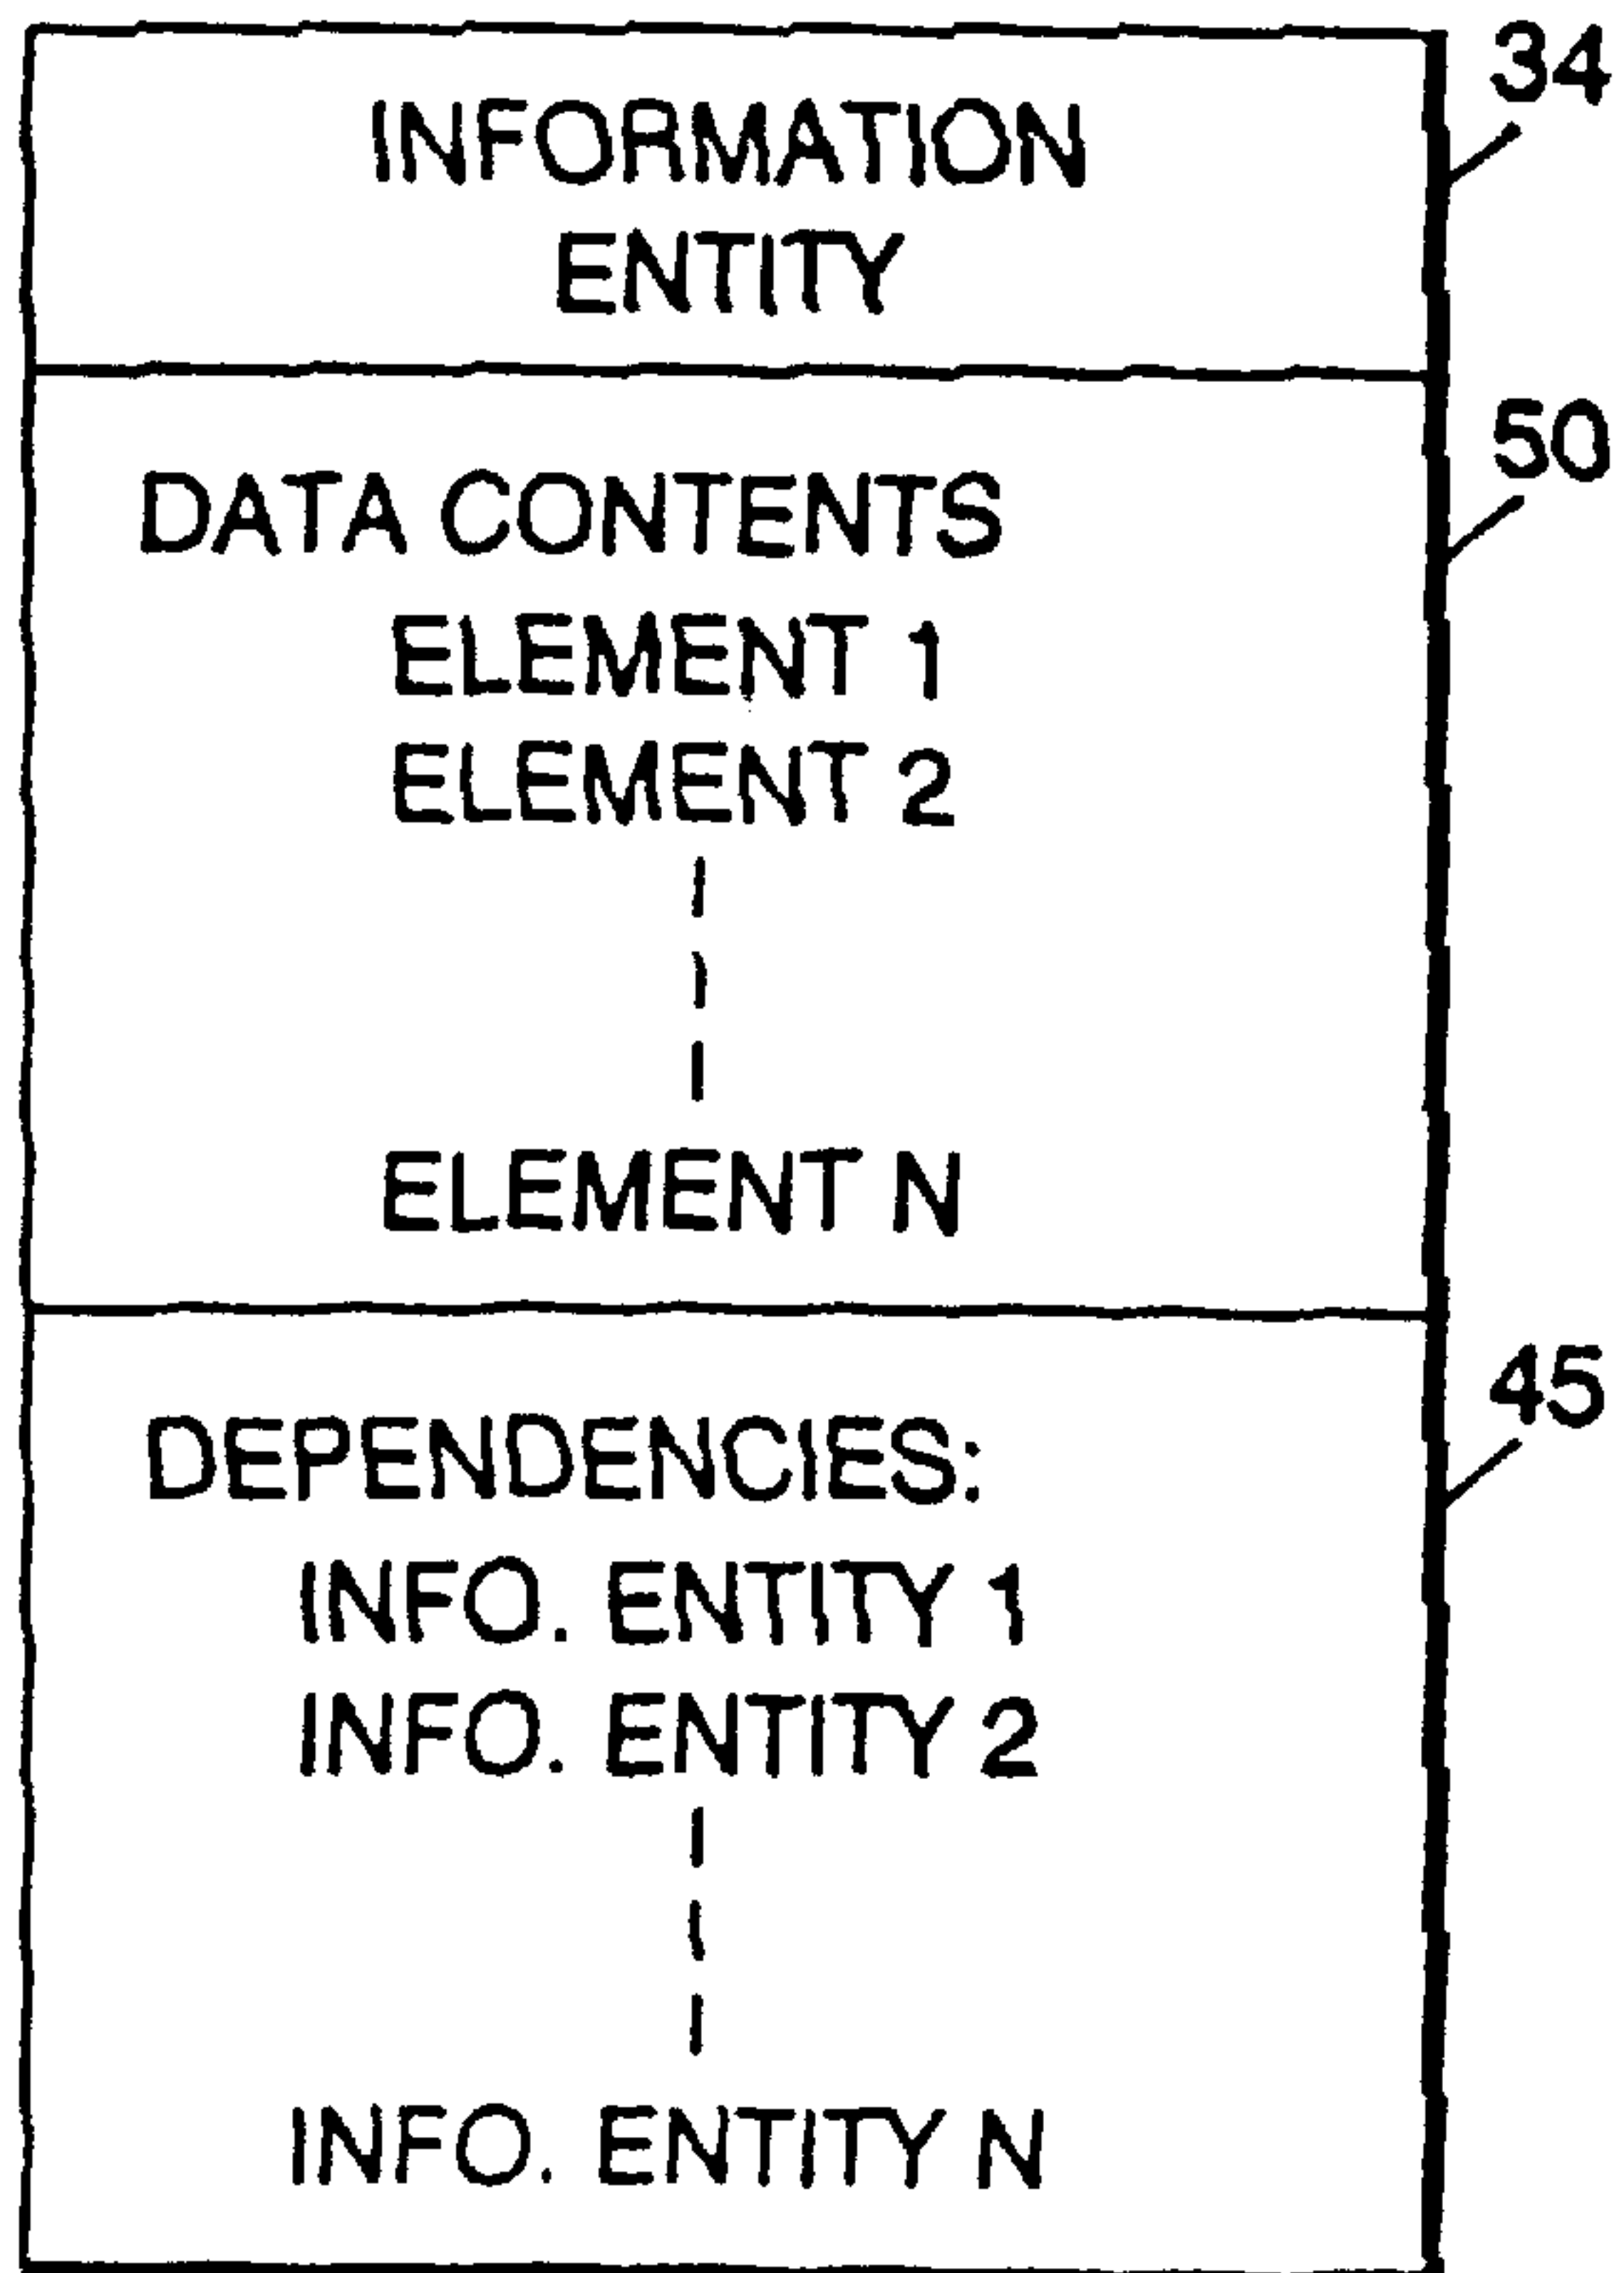 34
INFORMATION
ENTITY
50
DATA CONTENTS
ELEMENT 1
ELEMENT 2
ELEMENT N
45
DEPENDENCIES:
INFO. ENTITY 1
INFO. ENTITY 2
INFO. ENTITY N